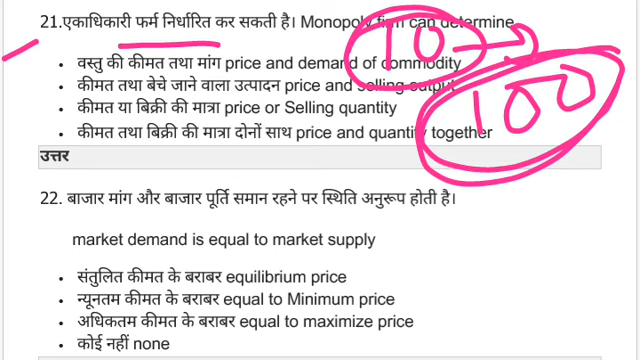 21.एकाधिकारी फर्म निर्धारित कर सकती है। Monopoly firm can determine
• वस्तु की कीमत तथा मांग price and demand of commodity
• कीमत तथा बेचे जाने वाला उत्पादन price and selling output
• कीमत या बिक्री की मात्रा price or Selling quantity
• कीमत तथा बिक्री की मात्रा दोनों साथ price and quantity together
10
100
उत्तर
22. बाजार मांग और बाजार पूर्ति समान रहने पर स्थिति अनुरूप होती है।
market demand is equal to market supply
• संतुलित कीमत के बराबर equilibrium price
• न्यूनतम कीमत के बराबर equal to Minimum price
• अधिकतम कीमत के बराबर equal to maximize price
• कोई नहीं none